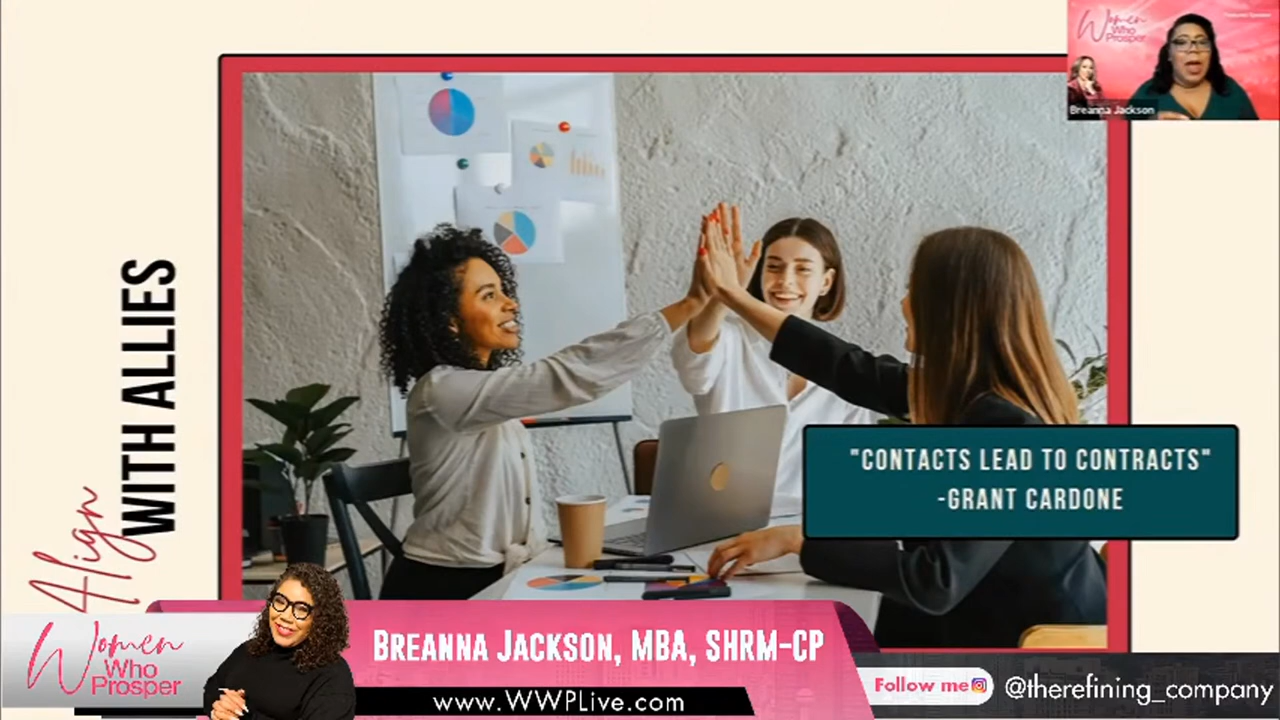 Women
Who
Prosper
Breanna Jackson
Align
WITH ALLIES
"CONTACTS LEAD TO CONTRACTS"
-GRANT CARDONE
Women
Who
Prosper
BREANNA JACKSON, MBA, SHRM-CP
www.WWPLive.com
Follow me
@therefining_company